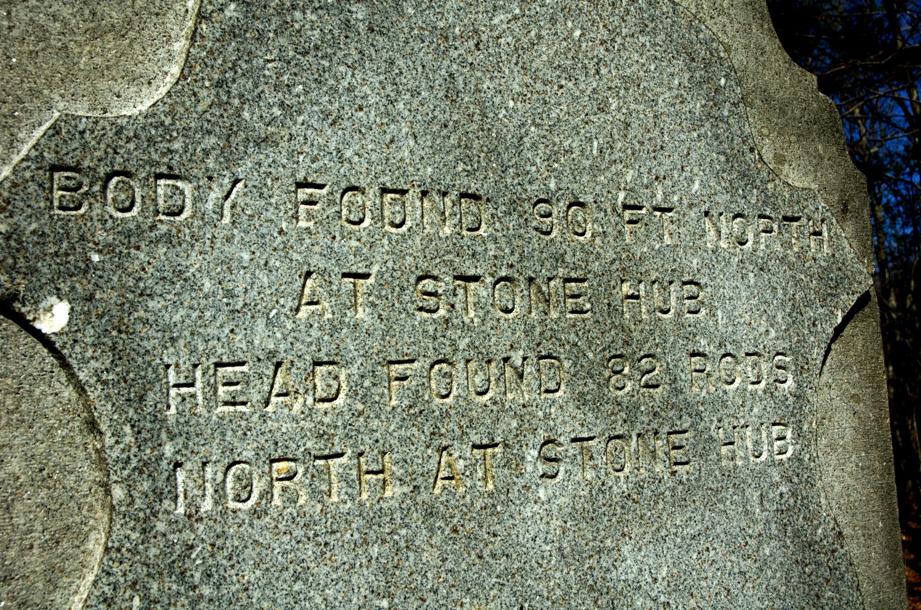 BODY FOUND 90 FT NORTH
AT STONE HUB
HEAD FOUND 82 RODS
NORTH AT STONE HUB